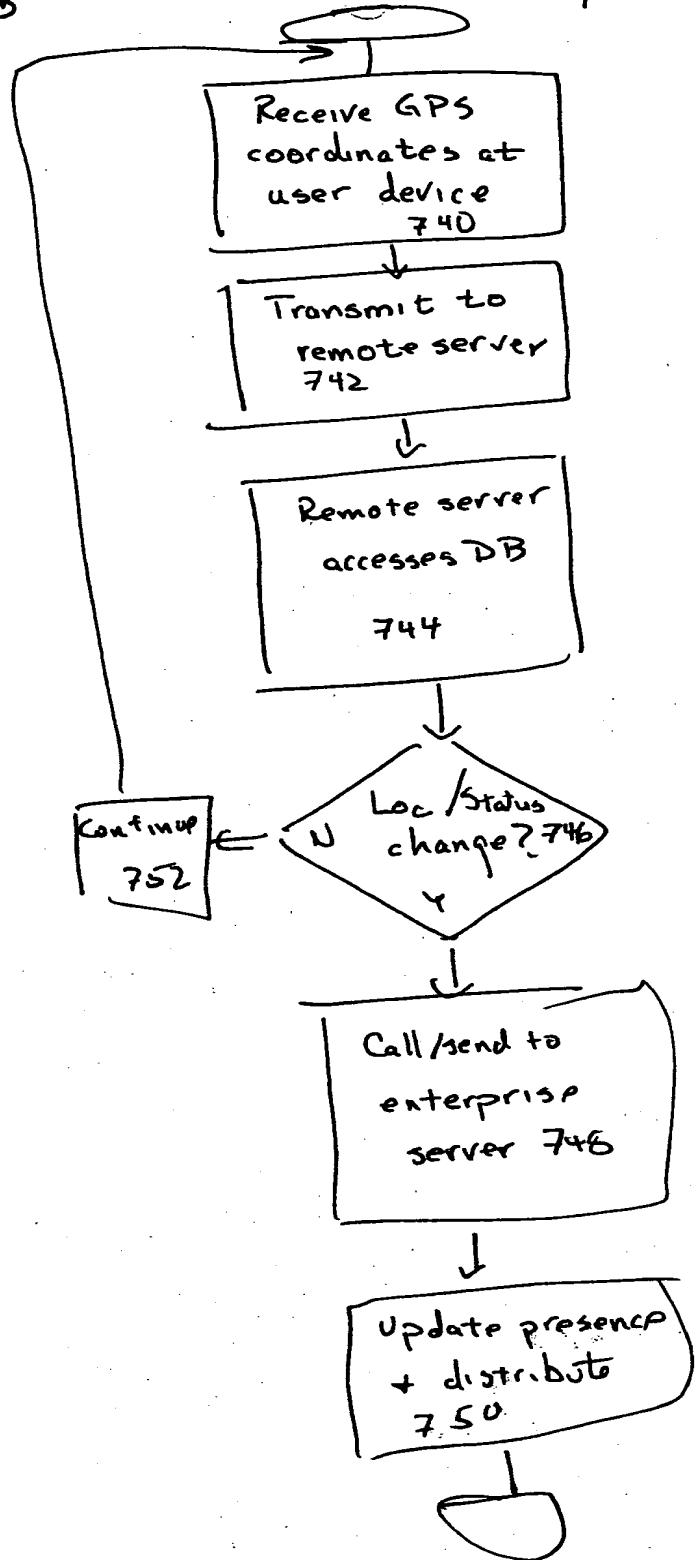 Receive GPS
coordinates at
user device
740
Transmit to
remote server
742
Remote server
accesses DB
744
Loc/Status
change? 746
N
Y
Continue
752
Call/send to
enterprise
server 748
Update presence
+ distribute
750